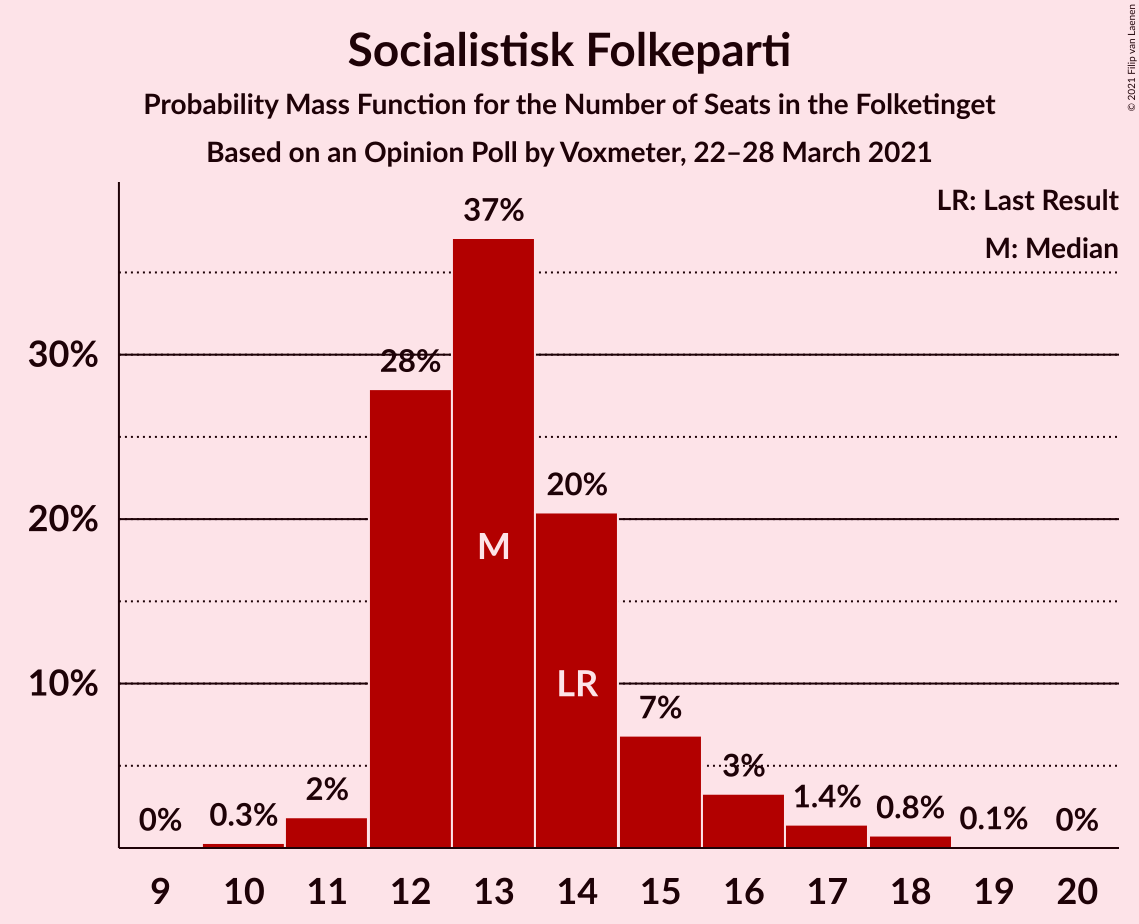 © 2021 Filip van Laenen
Socialistisk Folkeparti
Probability Mass Function for the Number of Seats in the Folketinget
Based on an Opinion Poll by Voxmeter, 22–28 March 2021
LR: Last Result
M: Median
37%
30%
28%
20%
20%
M
LR
10%
7%
3%
2%
1.4%
0.8%
0%
0.3%
0.1%
0%
9 10 11 12 13 14 15 16 17 18 19 20